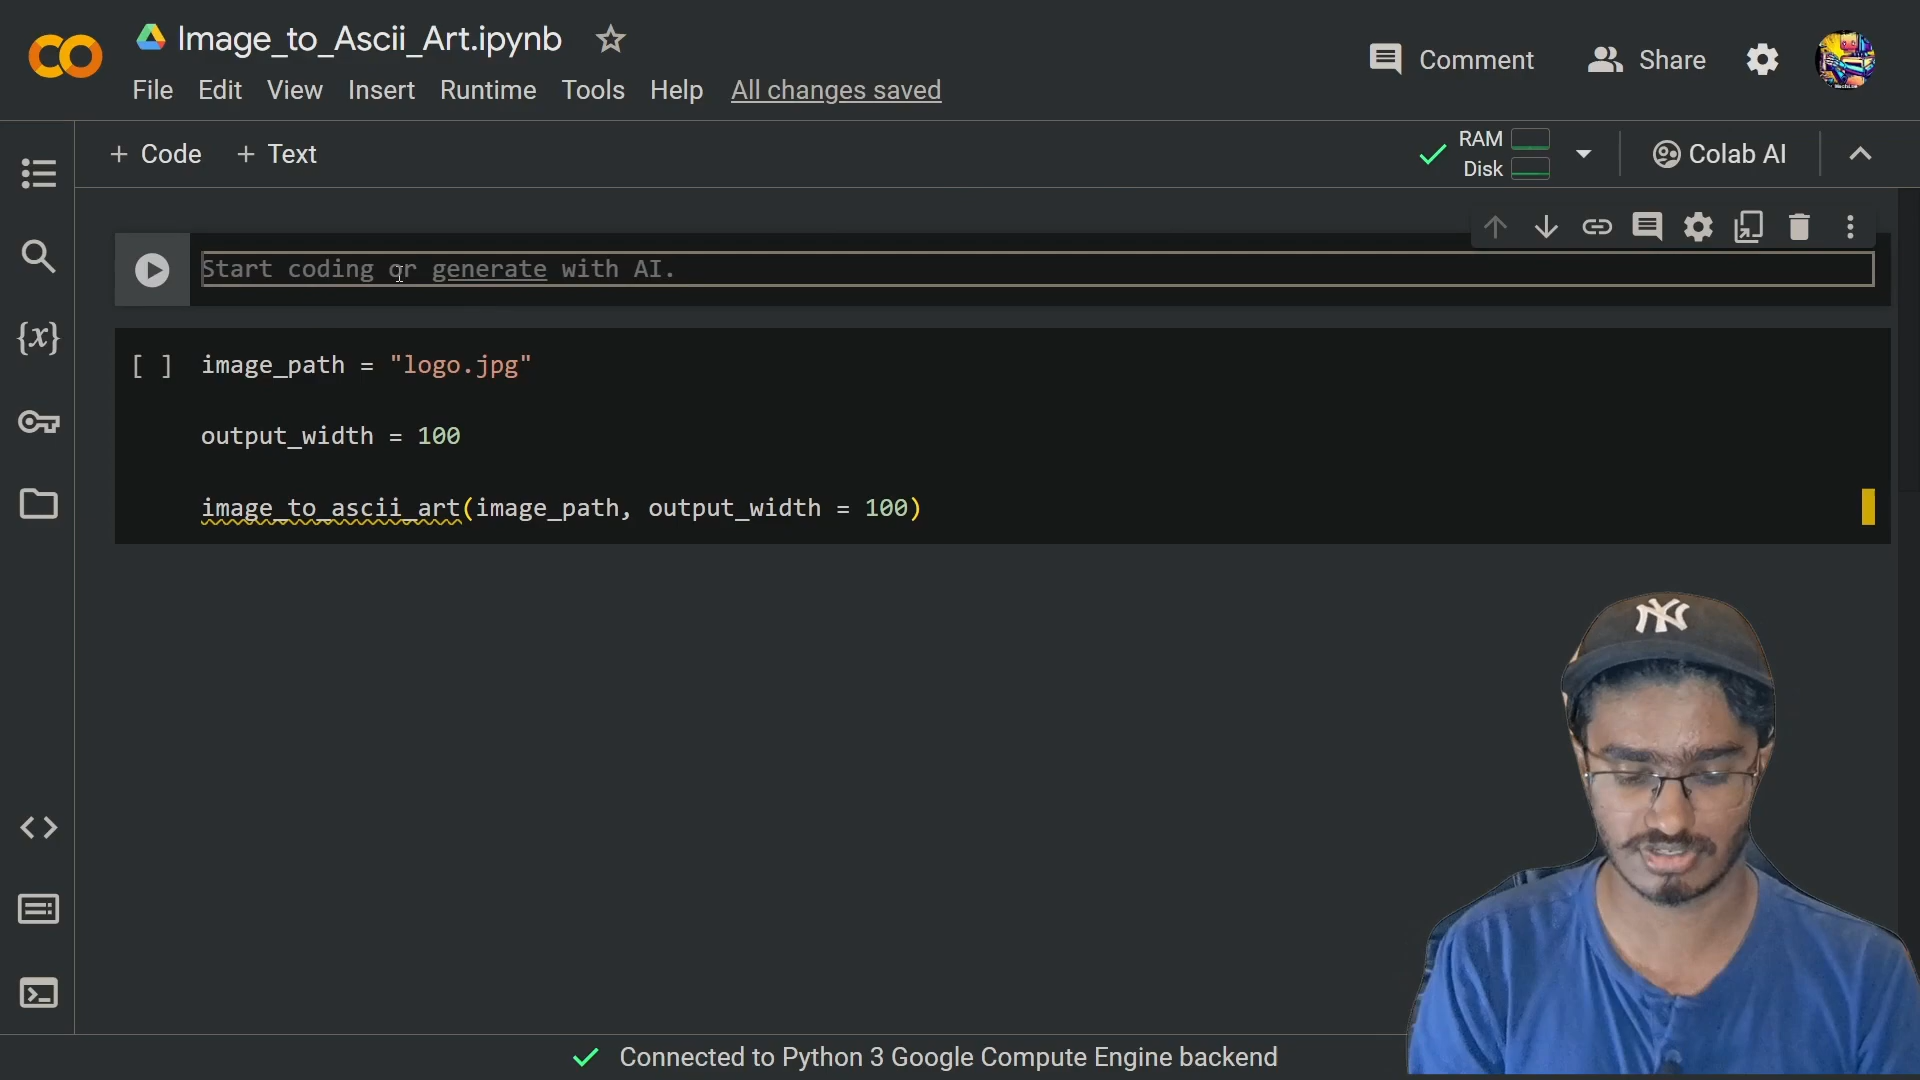 Image_to_Ascii_Art.ipynb
Comment
Share
File Edit View Insert Runtime Tools Help All changes saved
+ Code + Text
RAM
Disk
Colab AI
Start coding or generate with AI.
{x}
[ ] image_path = "logo.jpg"
output_width = 100
image_to_ascii_art(image_path, output_width = 100)
NY
Connected to Python 3 Google Compute Engine backend